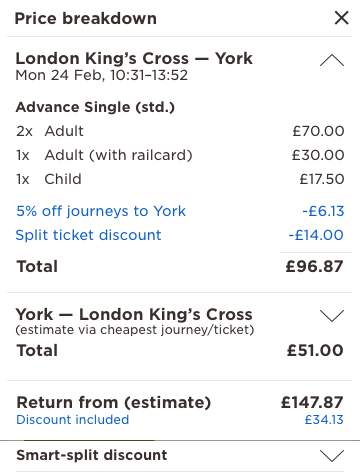 Price breakdown
London King's Cross — York
Mon 24 Feb, 10:31–13:52
Advance Single (std.)
2x Adult £70.00
1x Adult (with railcard) £30.00
1x Child £17.50
5% off journeys to York -£6.13
Split ticket discount -£14.00
Total £96.87
York — London King's Cross
(estimate via cheapest journey/ticket)
Total £51.00
Return from (estimate) £147.87
Discount included £34.13
Smart-split discount